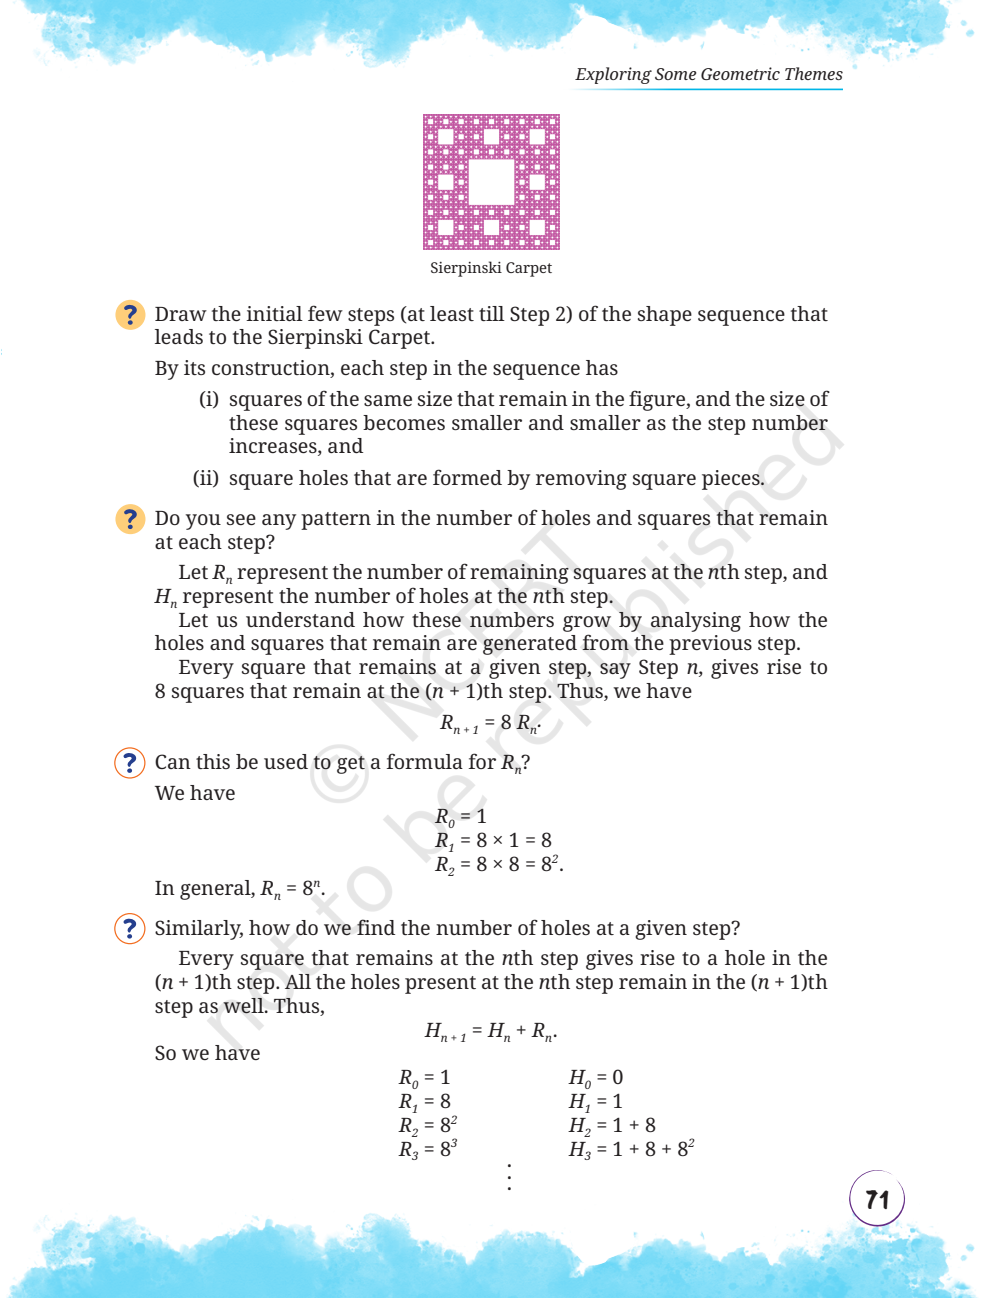 Exploring Some Geometric Themes
Sierpinski Carpet
? Draw the initial few steps (at least till Step 2) of the shape sequence that
leads to the Sierpinski Carpet.
By its construction, each step in the sequence has
(i) squares of the same size that remain in the figure, and the size of
these squares becomes smaller and smaller as the step number
increases, and
(ii) square holes that are formed by removing square pieces.
? Do you see any pattern in the number of holes and squares that remain
at each step?
Let Rₙ represent the number of remaining squares at the nth step, and
Hₙ represent the number of holes at the nth step.
Let us understand how these numbers grow by analysing how the
holes and squares that remain are generated from the previous step.
Every square that remains at a given step, say Step n, gives rise to
8 squares that remain at the (n + 1)th step. Thus, we have
Rₙ₊₁ = 8 Rₙ.
? Can this be used to get a formula for Rₙ?
We have
R₀ = 1
R₁ = 8 × 1 = 8
R₂ = 8 × 8 = 8².
In general, Rₙ = 8ⁿ.
? Similarly, how do we find the number of holes at a given step?
Every square that remains at the nth step gives rise to a hole in the
(n + 1)th step. All the holes present at the nth step remain in the (n + 1)th
step as well. Thus,
Hₙ₊₁ = Hₙ + Rₙ.
So we have
R₀ = 1 H₀ = 0
R₁ = 8 H₁ = 1
R₂ = 8² H₂ = 1 + 8
R₃ = 8³ H₃ = 1 + 8 + 8²
⋮
71
© NCERT
not to be republished